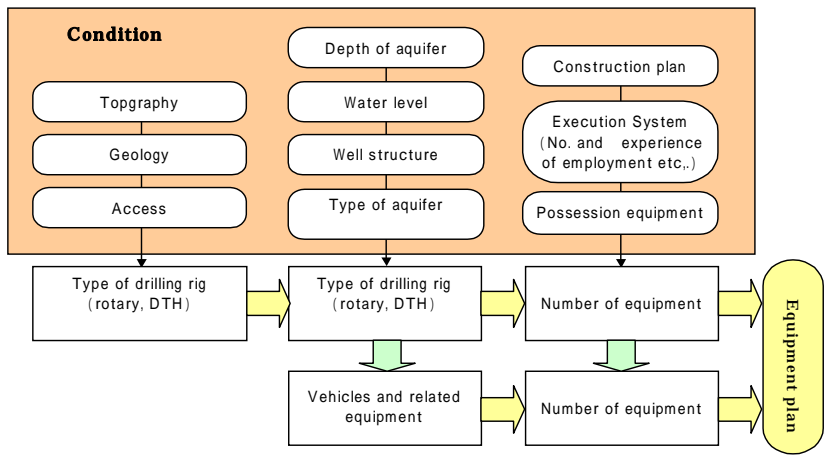 Condition
Topgraphy
Geology
Access
Depth of aquifer
Water level
Well structure
Type of aquifer
Construction plan
Execution System
(No. and experience
of employment etc,.)
Possession equipment
Type of drilling rig
(rotary, DTH)
Type of drilling rig
(rotary, DTH)
Number of equipment
Vehicles and related
equipment
Number of equipment
Equipment plan